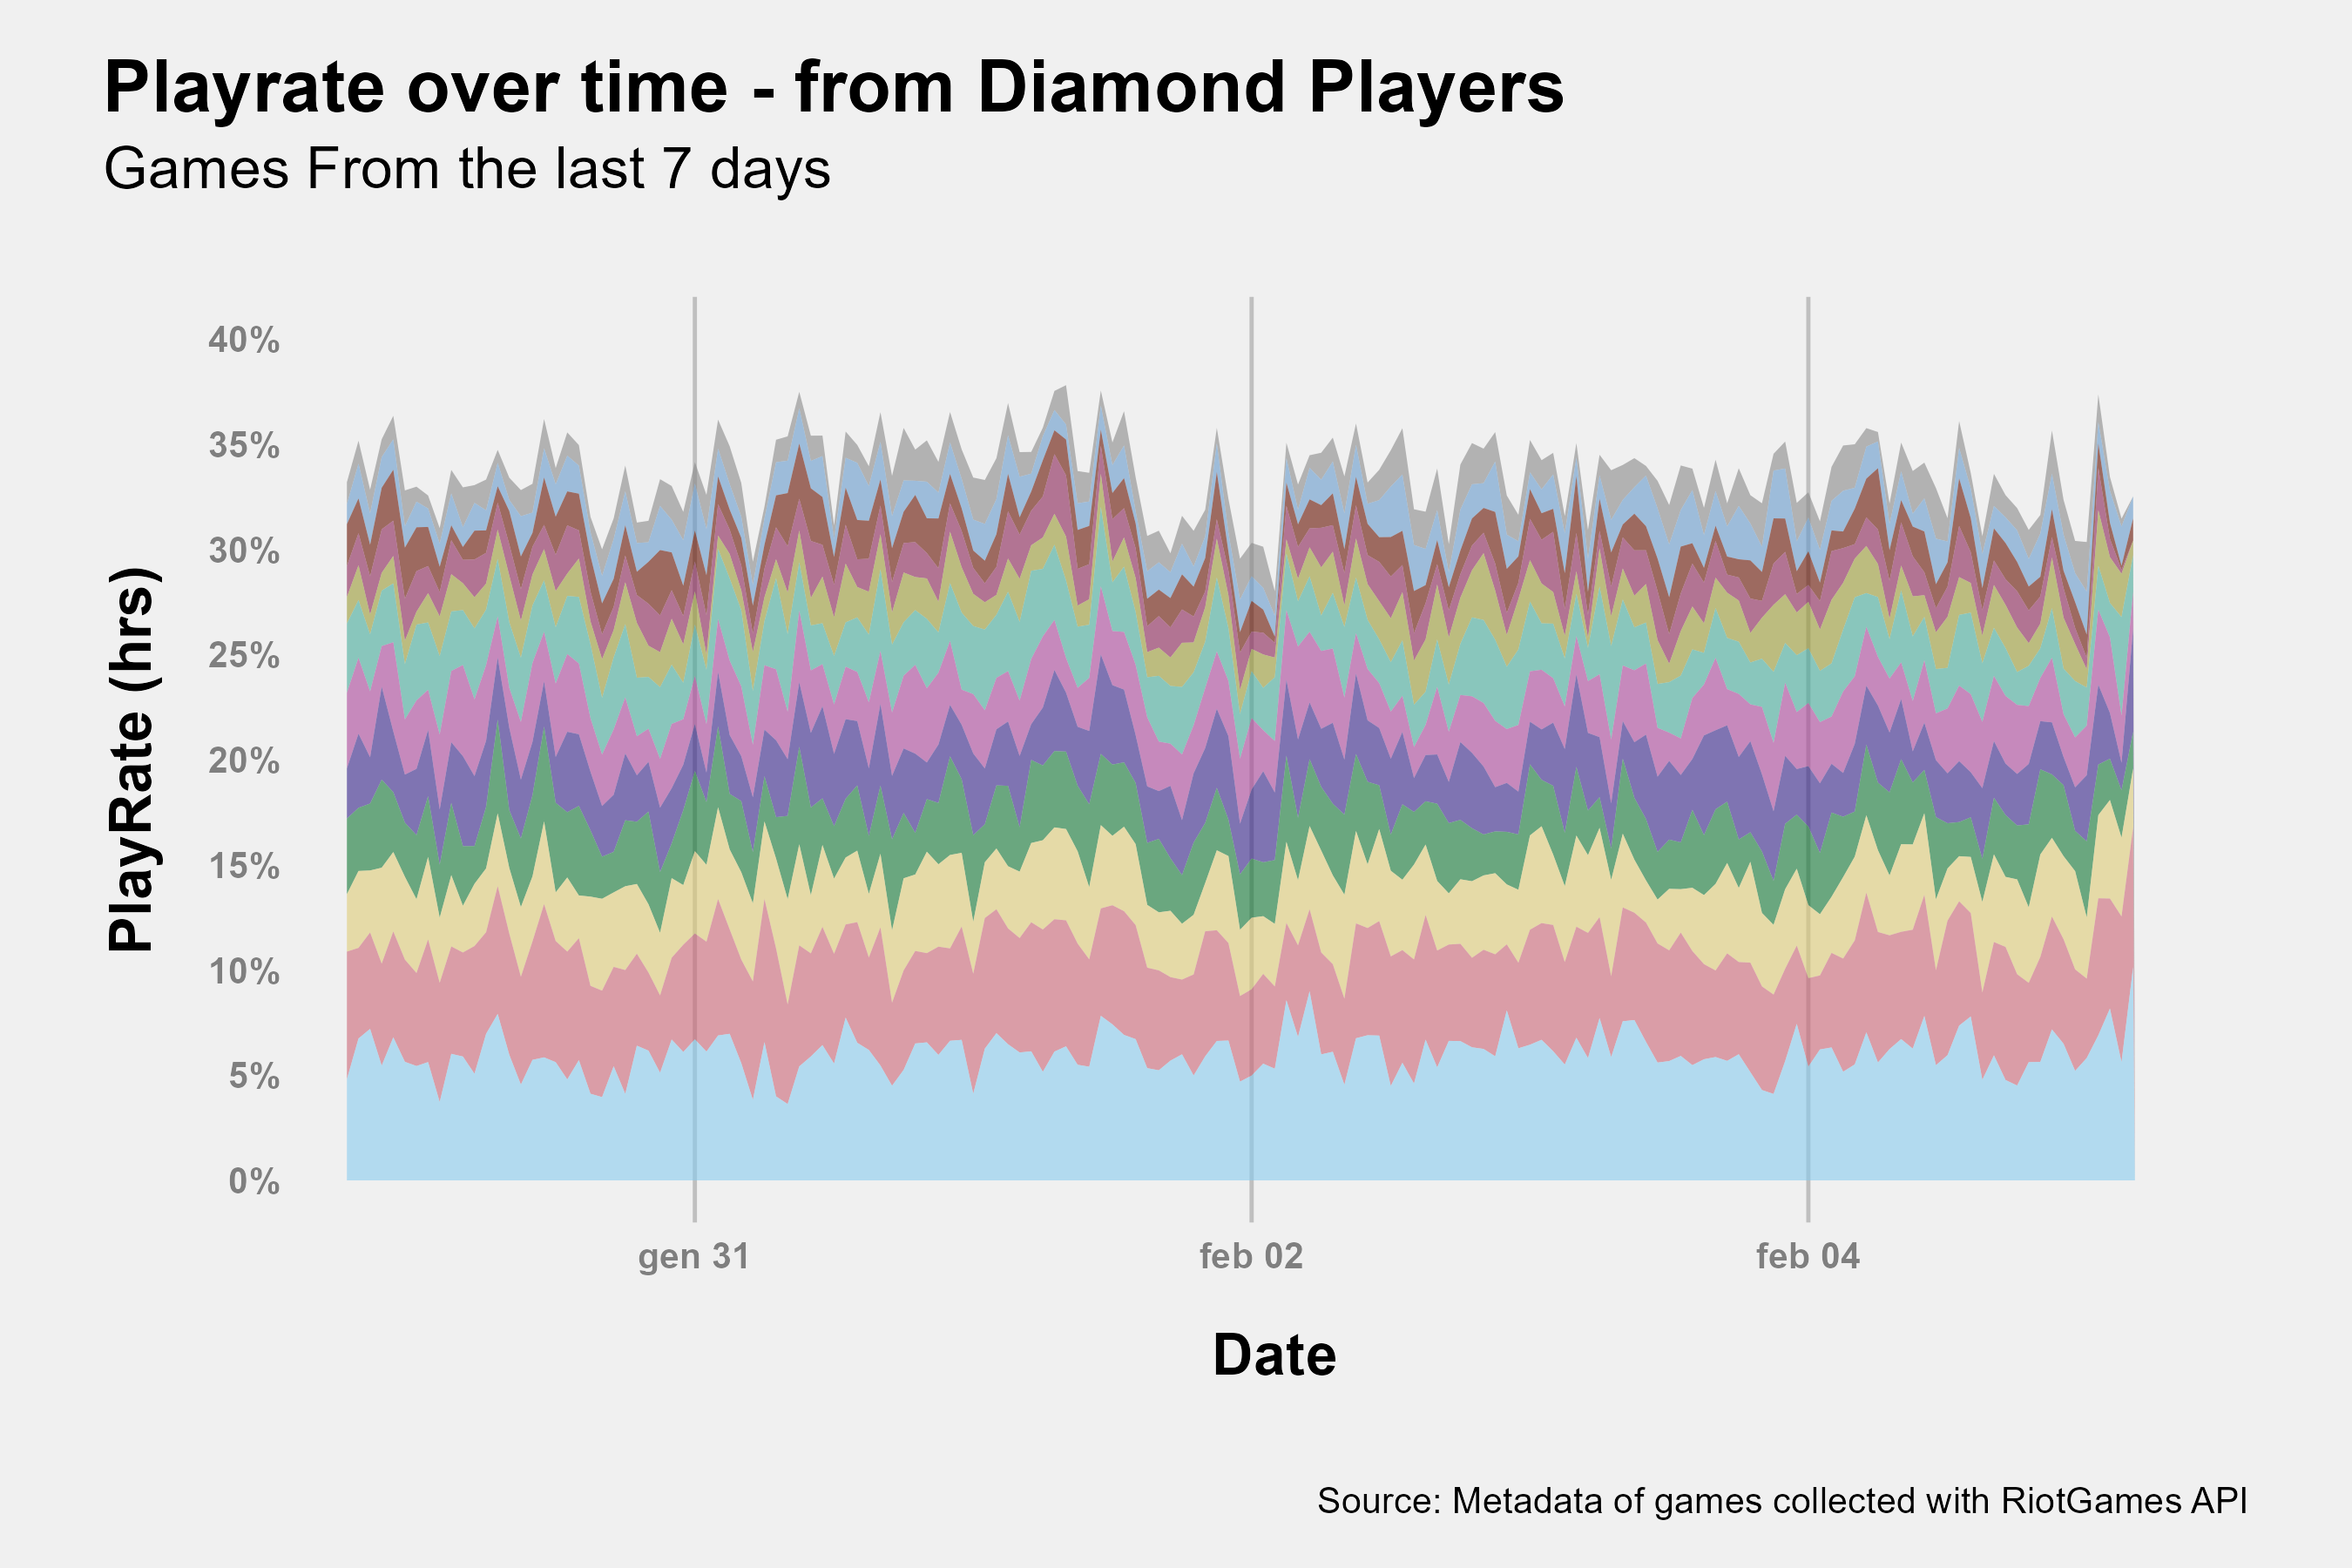 Playrate over time - from Diamond Players
Games From the last 7 days
PlayRate (hrs)
40%
35%
30%
25%
20%
15%
10%
5%
0%
gen 31
feb 02
feb 04
Date
Source: Metadata of games collected with RiotGames API